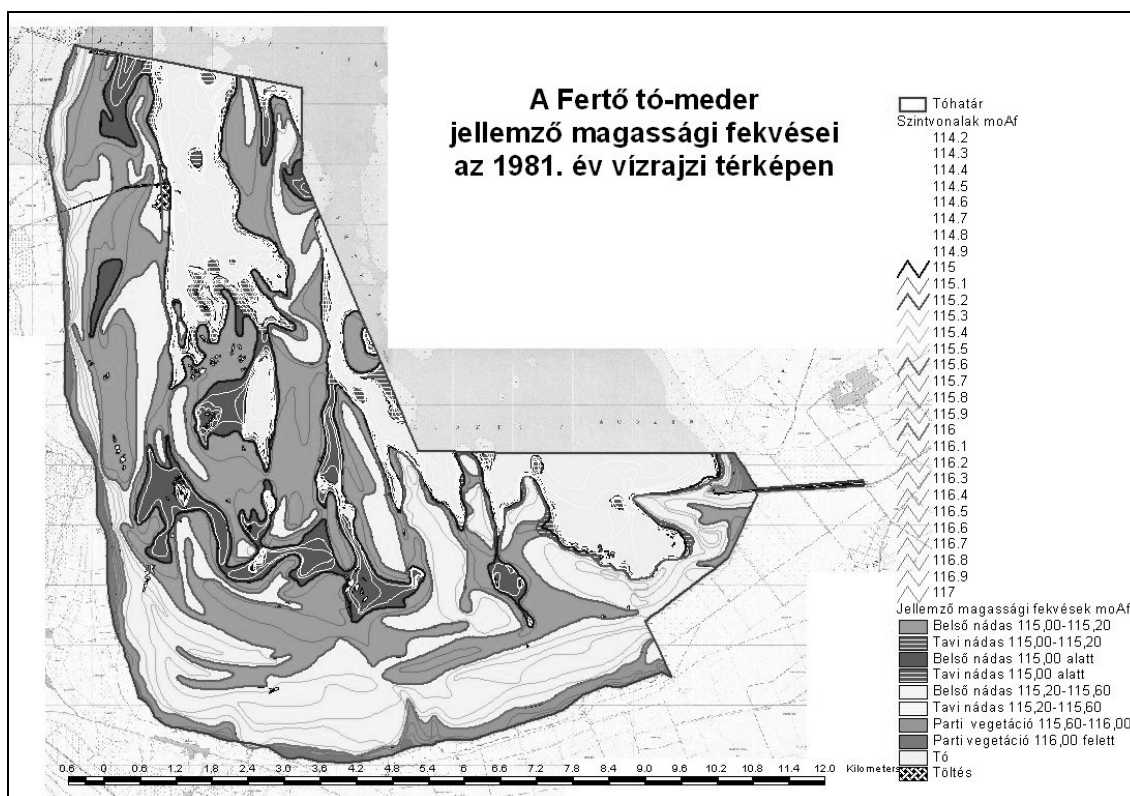 A Fertő tó-meder
jellemző magassági fekvései
az 1981. év vízrajzi térképen
Tóhatár
Szintvonalak moAf
114.2
114.3
114.4
114.5
114.6
114.7
114.8
114.9
115
115.1
115.2
115.3
115.4
115.5
115.6
115.7
115.8
115.9
116
116.1
116.2
116.3
116.4
116.5
116.6
116.7
116.8
116.9
117
Jellemző magassági fekvések moAf
Belső nádas 115,00-115,20
Tavi nádas 115,00-115,20
Belső nádas 115,00 alatt
Tavi nádas 115,00 alatt
Belső nádas 115,20-115,60
Tavi nádas 115,20-115,60
Parti vegetáció 115,60-116,00
Parti vegetáció 116,00 felett
Tó
Töltés
0.6 0 0.6 1.2 1.8 2.4 3.0 3.6 4.2 4.8 5.4 6.0 6.6 7.2 7.8 8.4 9.0 9.6 10.2 10.8 11.4 12.0 Kilometers